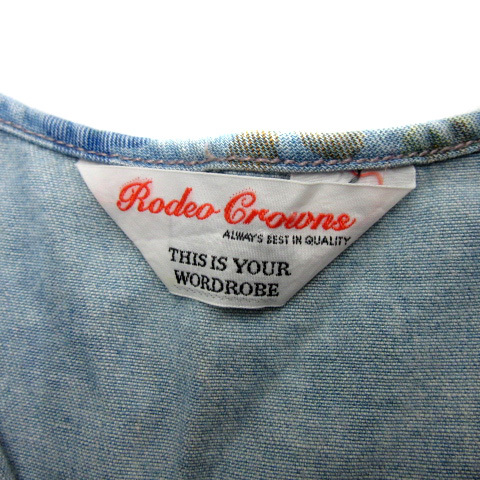 Rodeo Crowns
ALWAYS BEST IN QUALITY
THIS IS YOUR
WORDROBE